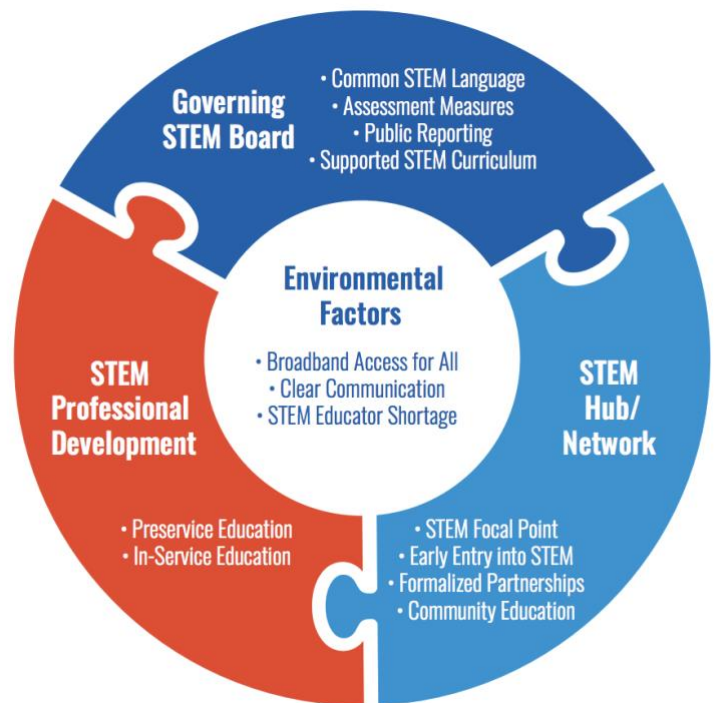 Governing
STEM Board
• Common STEM Language
• Assessment Measures
• Public Reporting
• Supported STEM Curriculum
Environmental
Factors
• Broadband Access for All
• Clear Communication
• STEM Educator Shortage
STEM
Professional
Development
• Preservice Education
• In-Service Education
STEM
Hub/
Network
• STEM Focal Point
• Early Entry into STEM
• Formalized Partnerships
• Community Education